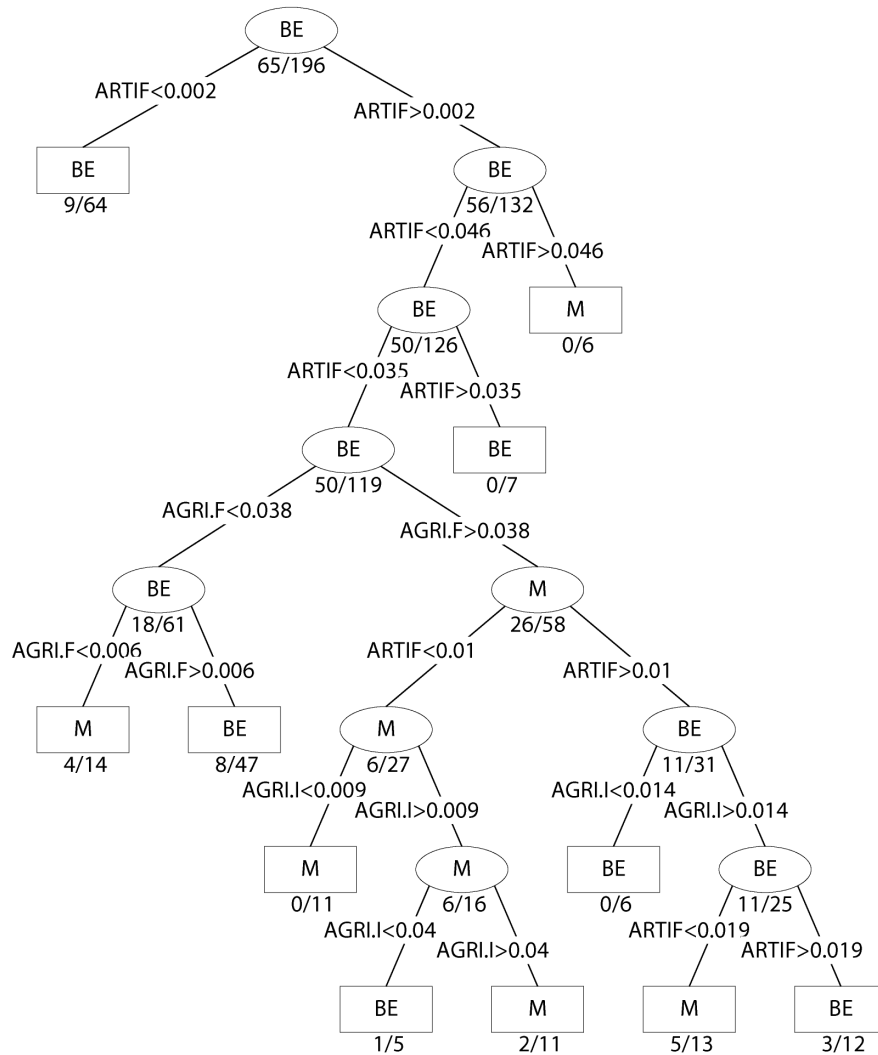 BE
65/196
ARTIF<0.002
ARTIF>0.002
BE
9/64
BE
56/132
ARTIF<0.046
ARTIF>0.046
BE
50/126
M
0/6
ARTIF<0.035
ARTIF>0.035
BE
50/119
BE
0/7
AGRI.F<0.038
AGRI.F>0.038
BE
18/61
M
26/58
AGRI.F<0.006
AGRI.F>0.006
ARTIF<0.01
ARTIF>0.01
M
4/14
BE
8/47
M
6/27
BE
11/31
AGRI.I<0.009
AGRI.I>0.009
AGRI.I<0.014
AGRI.I>0.014
M
0/11
M
6/16
BE
0/6
BE
11/25
AGRI.I<0.04
AGRI.I>0.04
ARTIF<0.019
ARTIF>0.019
BE
1/5
M
2/11
M
5/13
BE
3/12